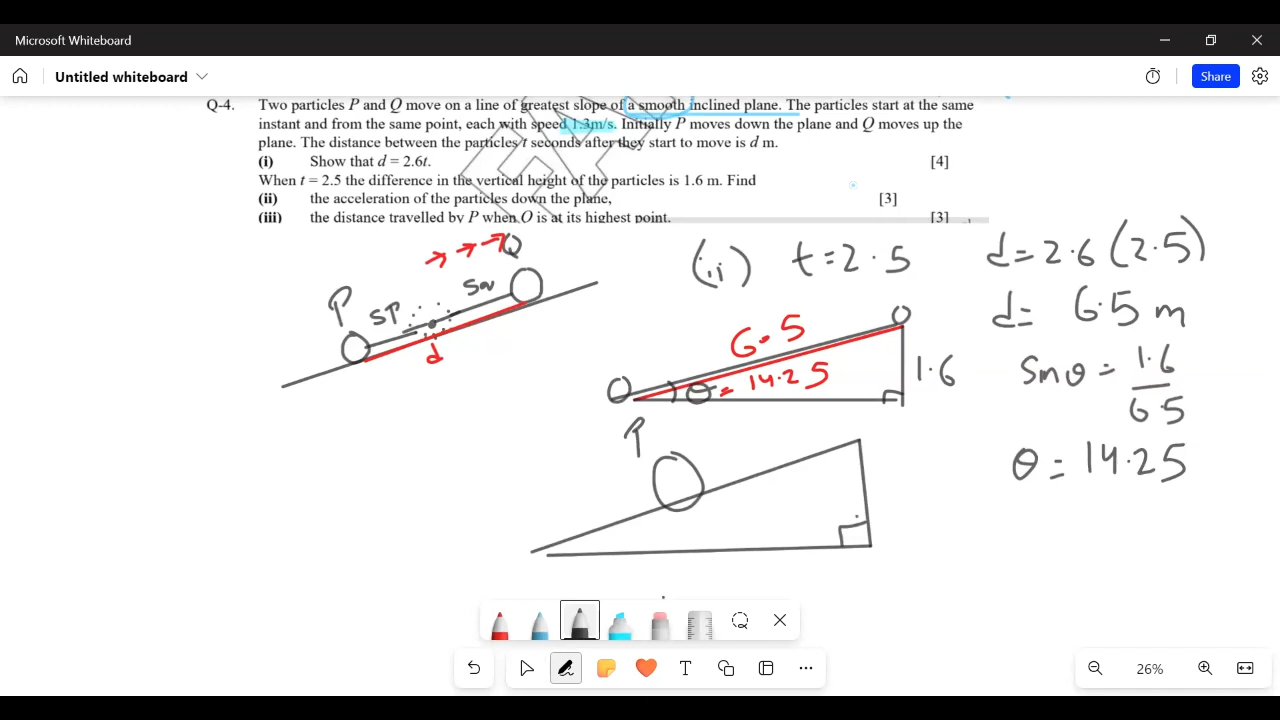 Microsoft Whiteboard
Untitled whiteboard
Share
Q-4. Two particles P and Q move on a line of greatest slope of a smooth inclined plane. The particles start at the same
instant and from the same point, each with speed 1.3m/s. Initially P moves down the plane and Q moves up the
plane. The distance between the particles t seconds after they start to move is d m.
(i) Show that d = 2.6t. [4]
When t = 2.5 the difference in the vertical height of the particles is 1.6 m. Find
(ii) the acceleration of the particles down the plane, [3]
(iii) the distance travelled by P when Q is at its highest point. [3]
Q
P
SP
SQ
d
(ii) t=2.5
d=2.6(2.5)
d= 6.5 m
6.5
θ = 14.25
1.6
P
Sinθ = 1.6
6.5
θ = 14.25
26%